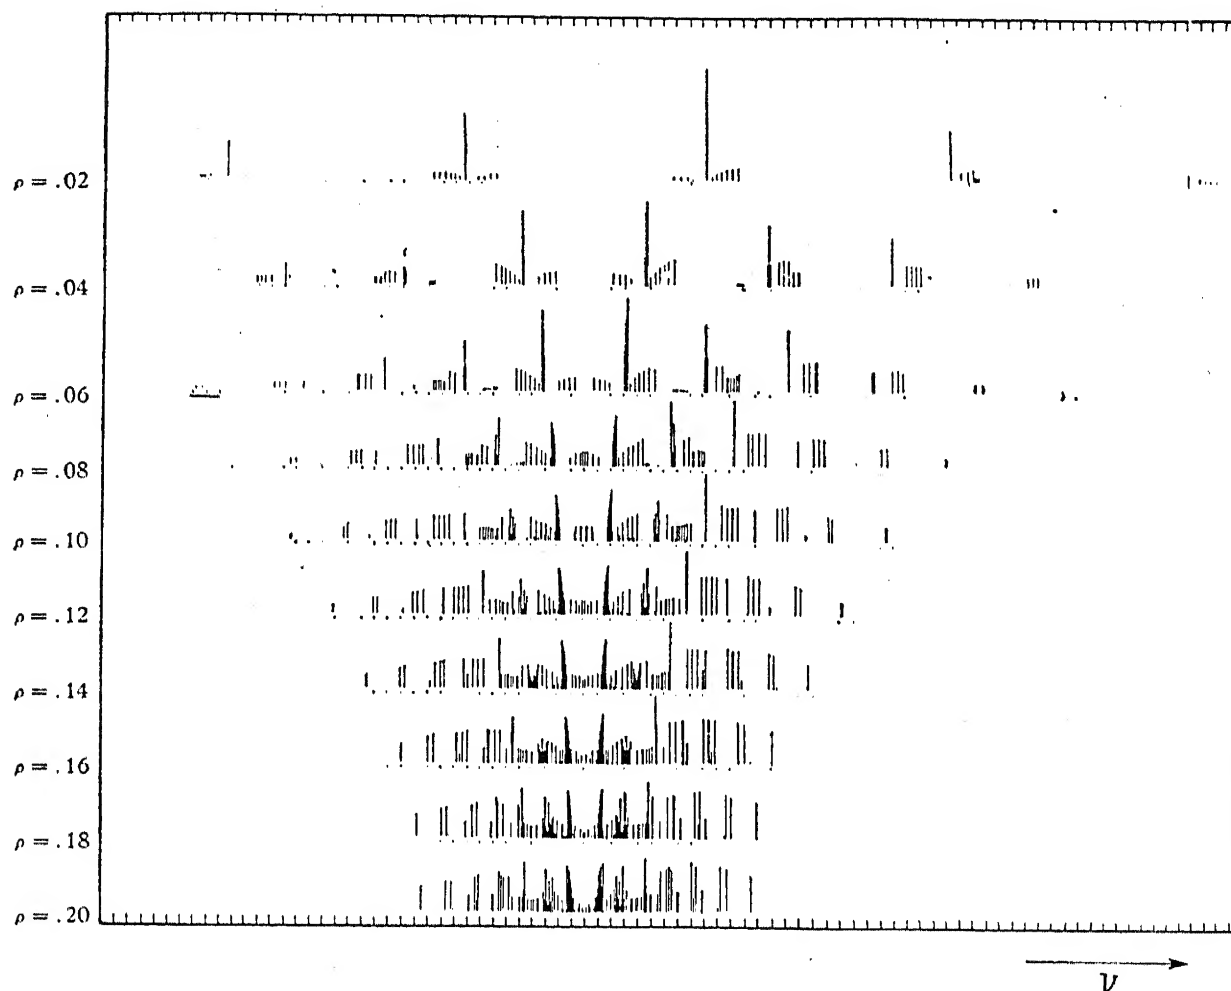 ρ = .02
ρ = .04
ρ = .06
ρ = .08
ρ = .10
ρ = .12
ρ = .14
ρ = .16
ρ = .18
ρ = .20
ν